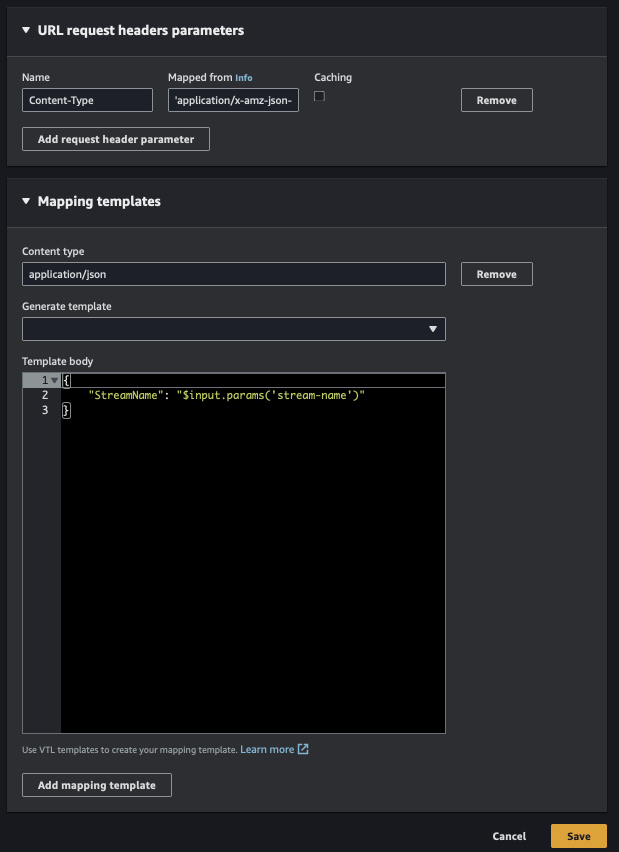 ▼ URL request headers parameters
Name Mapped from Info Caching
Content-Type 'application/x-amz-json- Remove
Add request header parameter
▼ Mapping templates
Content type
application/json Remove
Generate template
Template body
1 {
2 "StreamName": "$input.params('stream-name')"
3 }
Use VTL templates to create your mapping template. Learn more
Add mapping template
Cancel Save